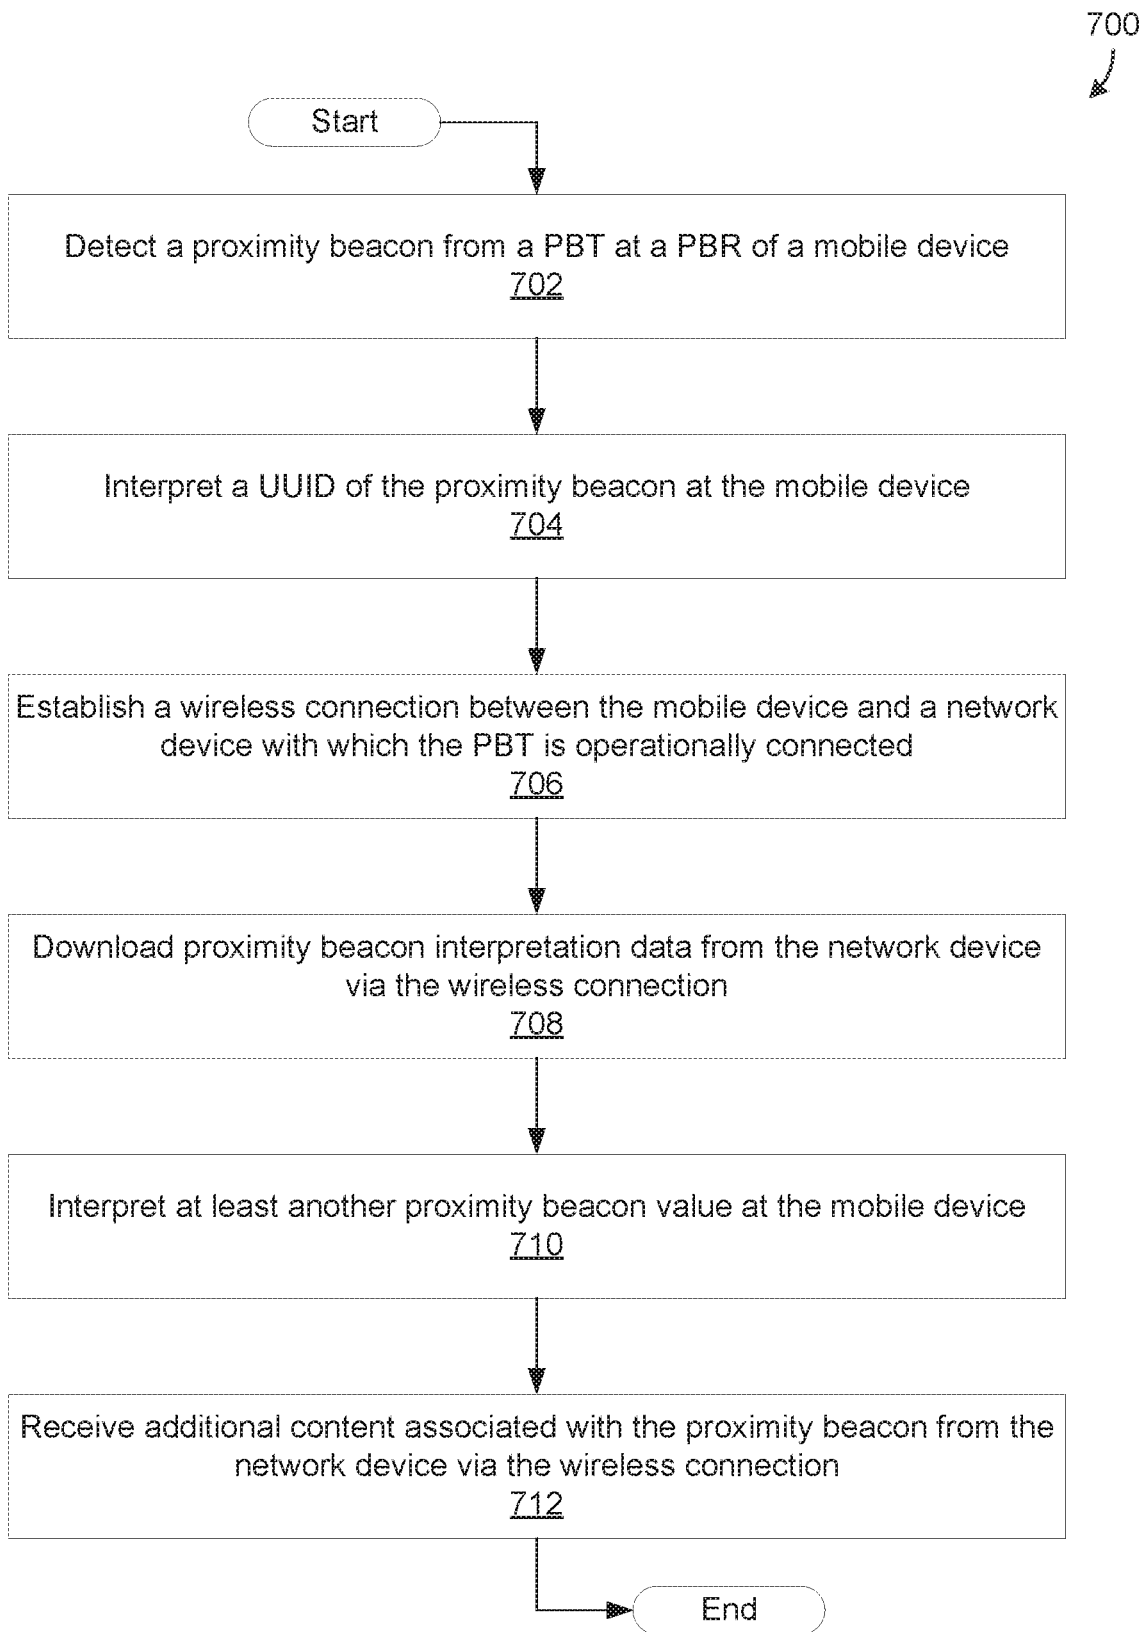 700
Start
Detect a proximity beacon from a PBT at a PBR of a mobile device
702
Interpret a UUID of the proximity beacon at the mobile device
704
Establish a wireless connection between the mobile device and a network
device with which the PBT is operationally connected
706
Download proximity beacon interpretation data from the network device
via the wireless connection
708
Interpret at least another proximity beacon value at the mobile device
710
Receive additional content associated with the proximity beacon from the
network device via the wireless connection
712
End